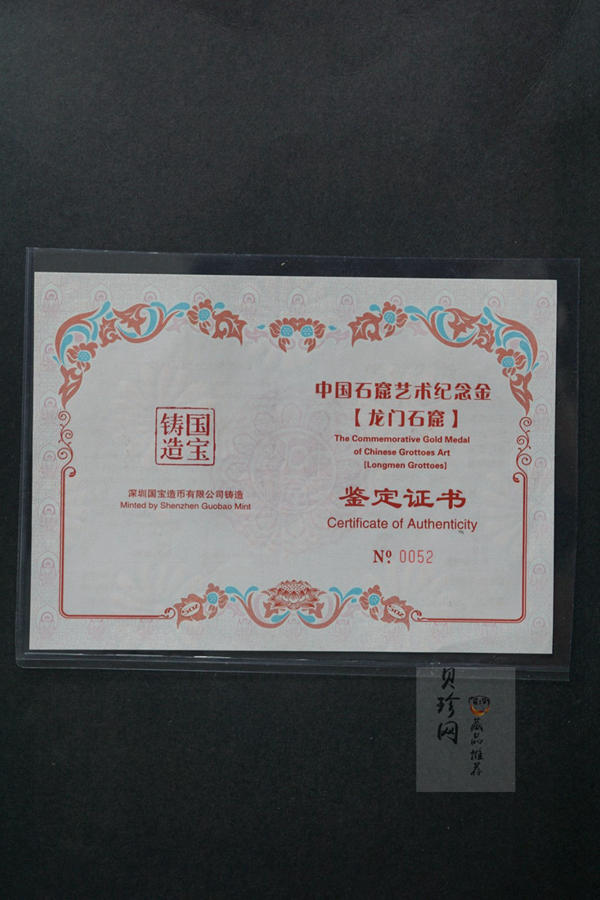 国宝
铸造
深圳国宝造币有限公司铸造
Minted by Shenzhen Guobao Mint
中国石窟艺术纪念金
【龙门石窟】
The Commemorative Gold Medal
of Chinese Grottoes Art
[Longmen Grottoes]
鉴定证书
Certificate of Authenticity
Nº 0052
贝珍网
藏品推荐